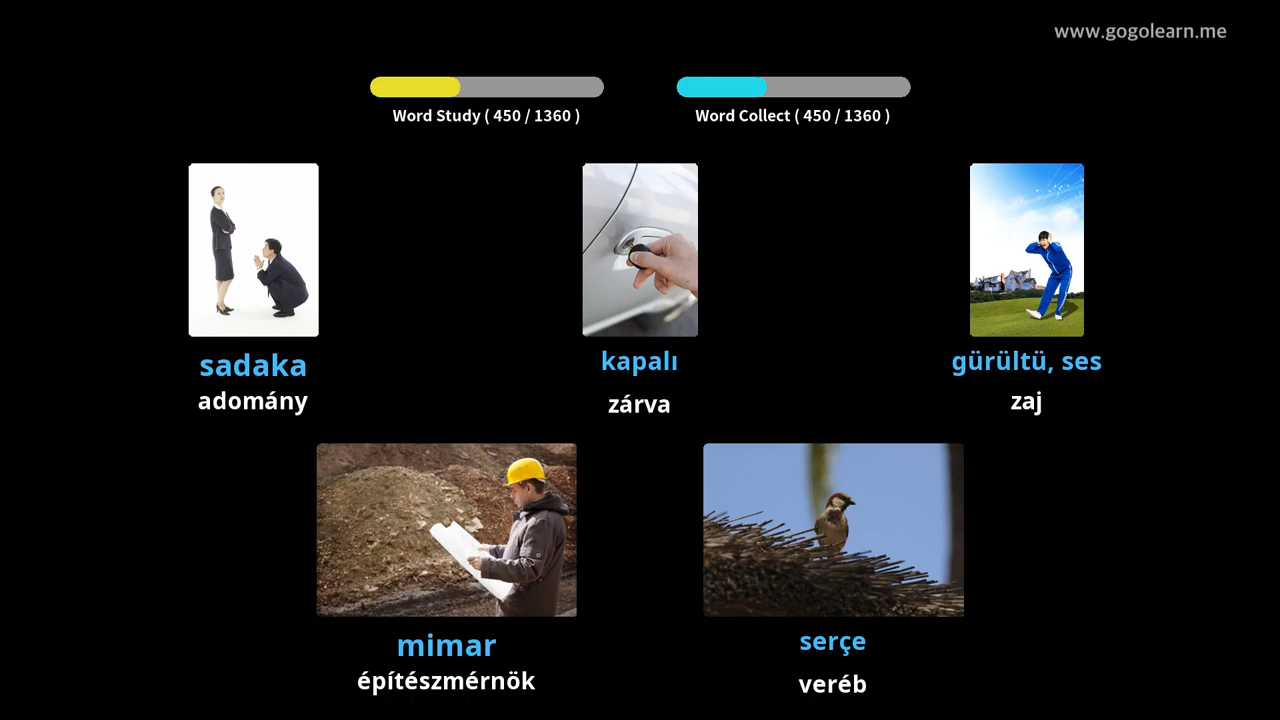 www.gogolearn.me
Word Study ( 450 / 1360 )
Word Collect ( 450 / 1360 )
sadaka
adomány
kapalı
zárva
gürültü, ses
zaj
mimar
építészmérnök
serçe
veréb